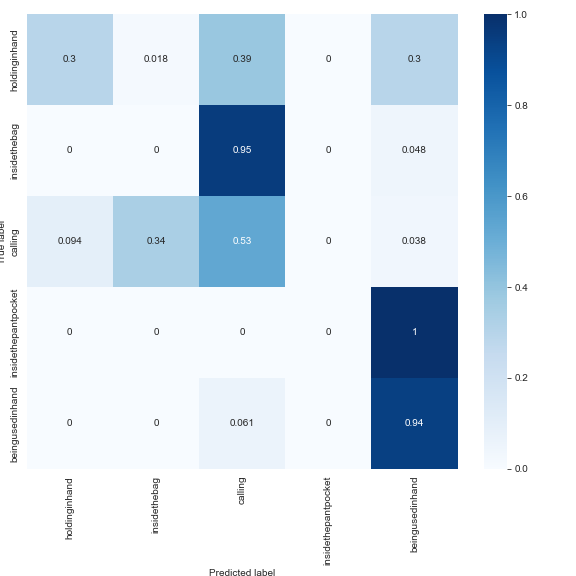 holdinginhand 0.3 0.018 0.39 0 0.3
insidethebag 0 0 0.95 0 0.048
calling 0.094 0.34 0.53 0 0.038
insidethepantpocket 0 0 0 0 1
beingusedinhand 0 0 0.061 0 0.94
True label
holdinginhand insidethebag calling insidethepantpocket beingusedinhand
Predicted label
1.0
0.8
0.6
0.4
0.2
0.0